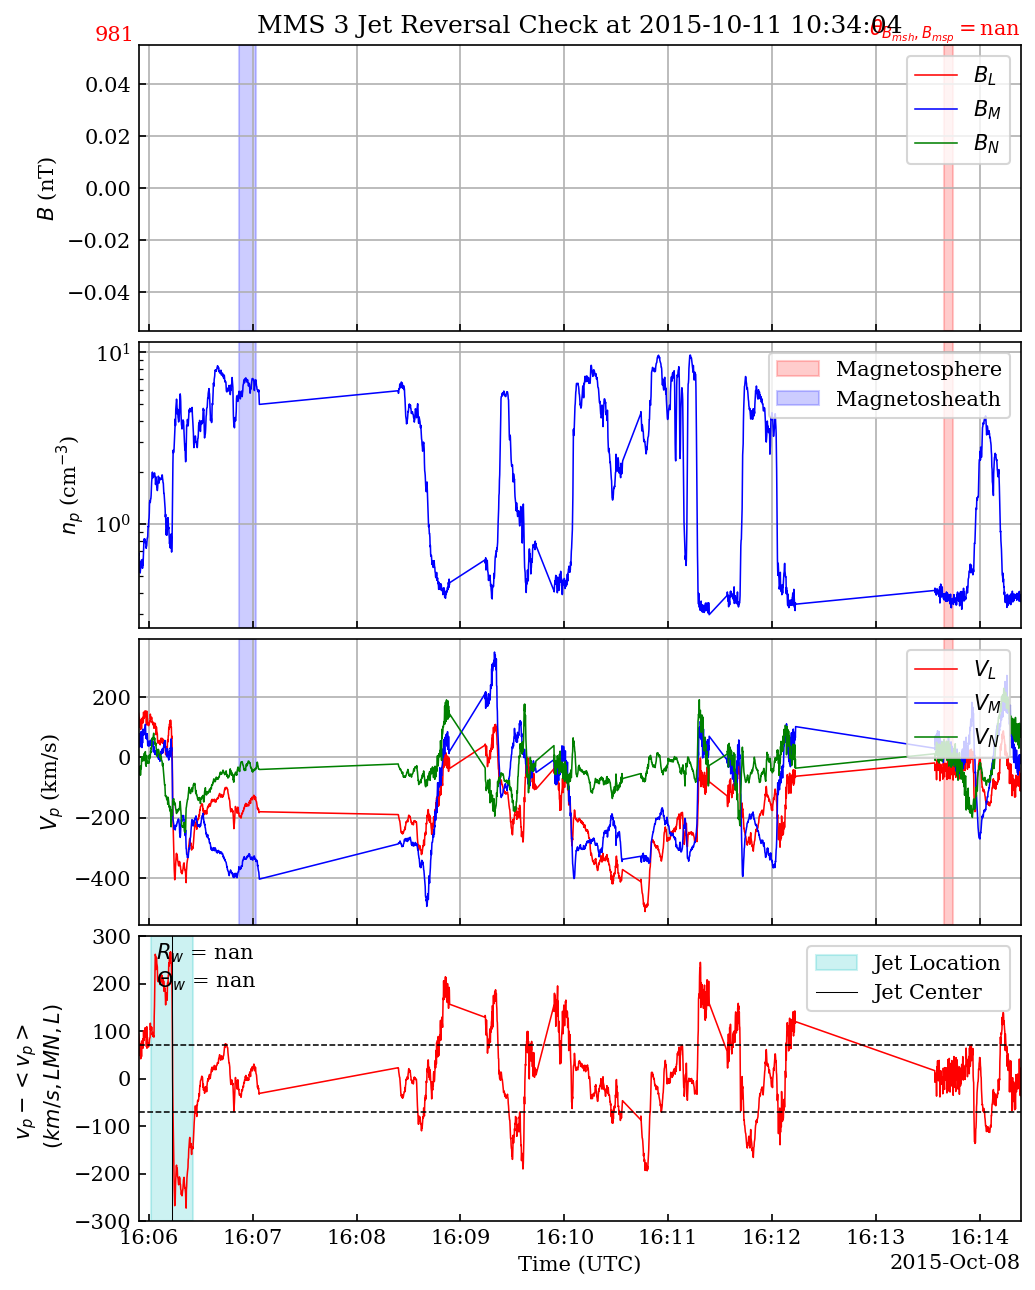 981
MMS 3 Jet Reversal Check at 2015-10-11 10:34:04
θ_{B_{msh}, B_{msp}} = nan
0.04
0.02
0.00
−0.02
−0.04
B (nT)
B_L
B_M
B_N
10^1
10^0
n_p (cm^{−3})
Magnetosphere
Magnetosheath
200
0
−200
−400
V_p (km/s)
V_L
V_M
V_N
300
200
100
0
−100
−200
−300
v_p − < v_p >
(km/s, LMN, L)
R_w = nan
Θ_w = nan
Jet Location
Jet Center
16:06 16:07 16:08 16:09 16:10 16:11 16:12 16:13 16:14
Time (UTC)
2015-Oct-08